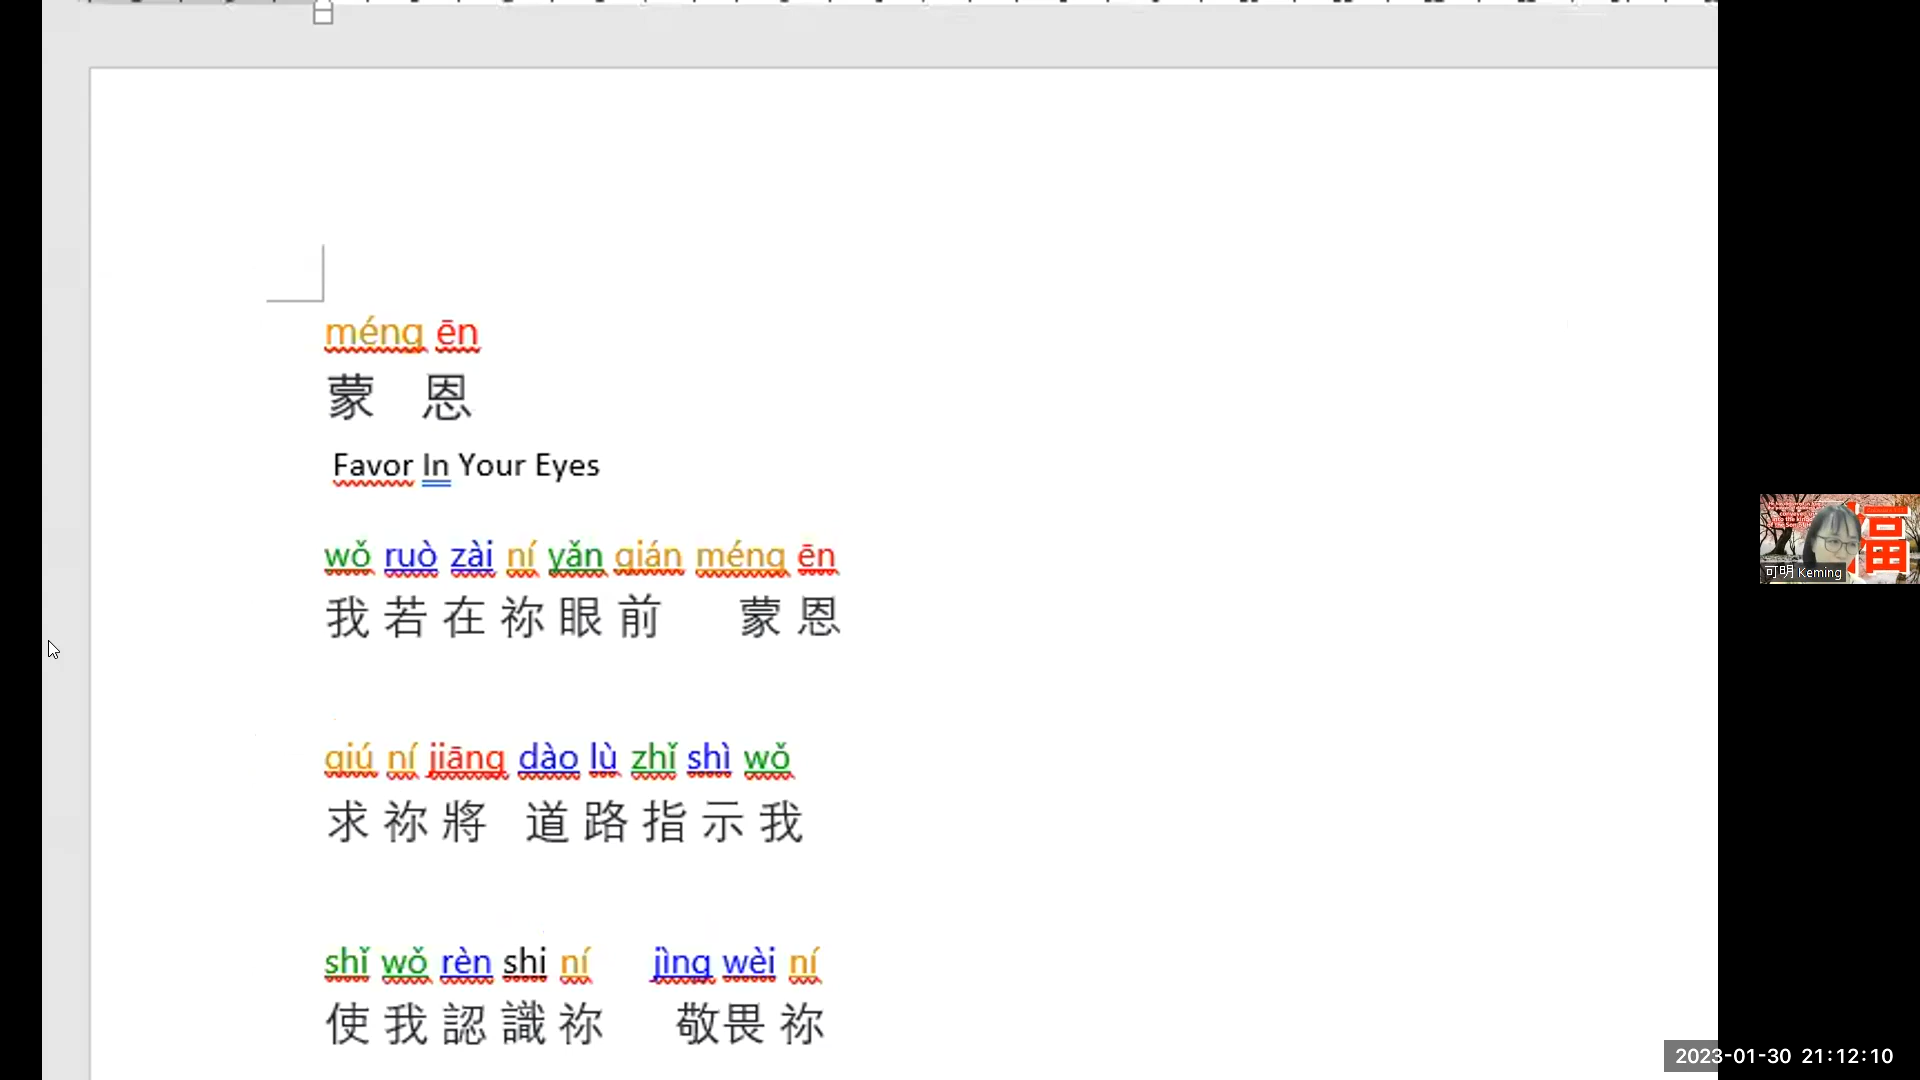 méng ēn
蒙 恩
Favor In Your Eyes
wǒ ruò zài ní yǎn qián méng ēn
我 若 在 祢 眼 前 蒙 恩
qiú ní jiāng dào lù zhǐ shì wǒ
求 祢 將 道 路 指 示 我
shǐ wǒ rèn shi ní jìng wèi ní
使 我 認 識 祢 敬畏 祢
福
可明 Keming
2023-01-30 21:12:10